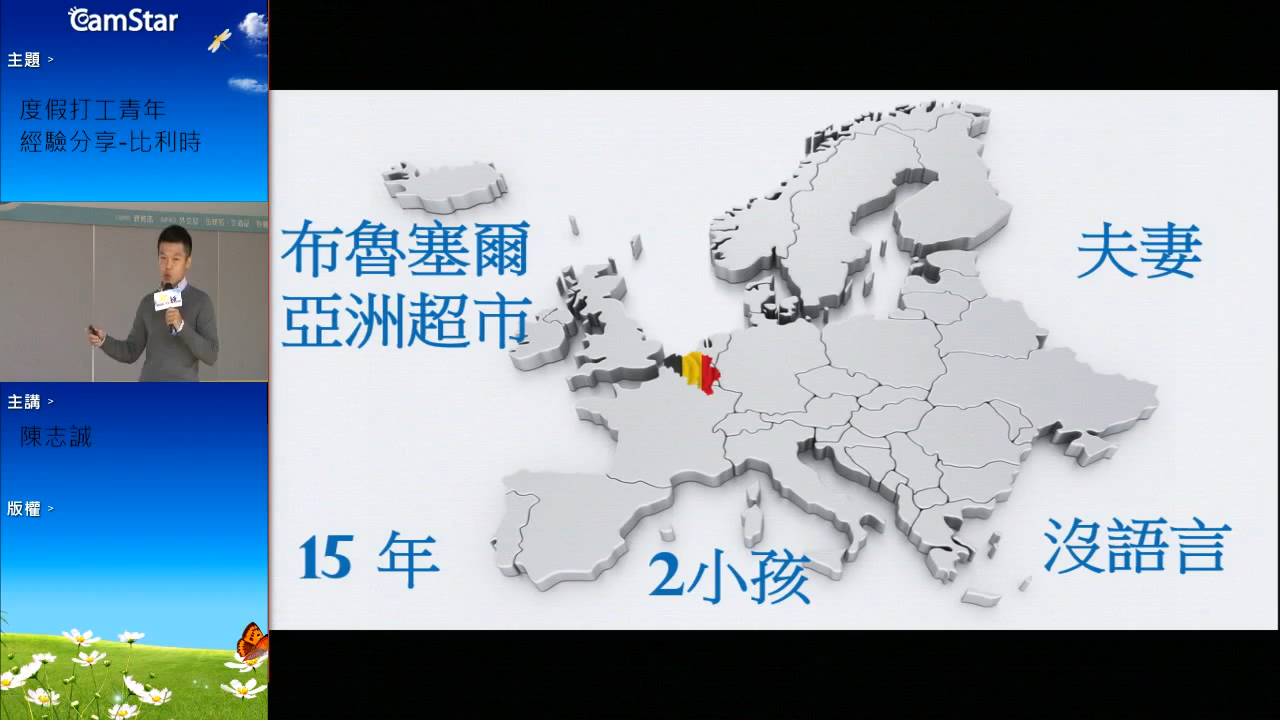 CamStar
主題 >
度假打工青年
經驗分享-比利時
主講 >
陳志誠
版權 >
布魯塞爾
亞洲超市
夫妻
15 年
2小孩
沒語言